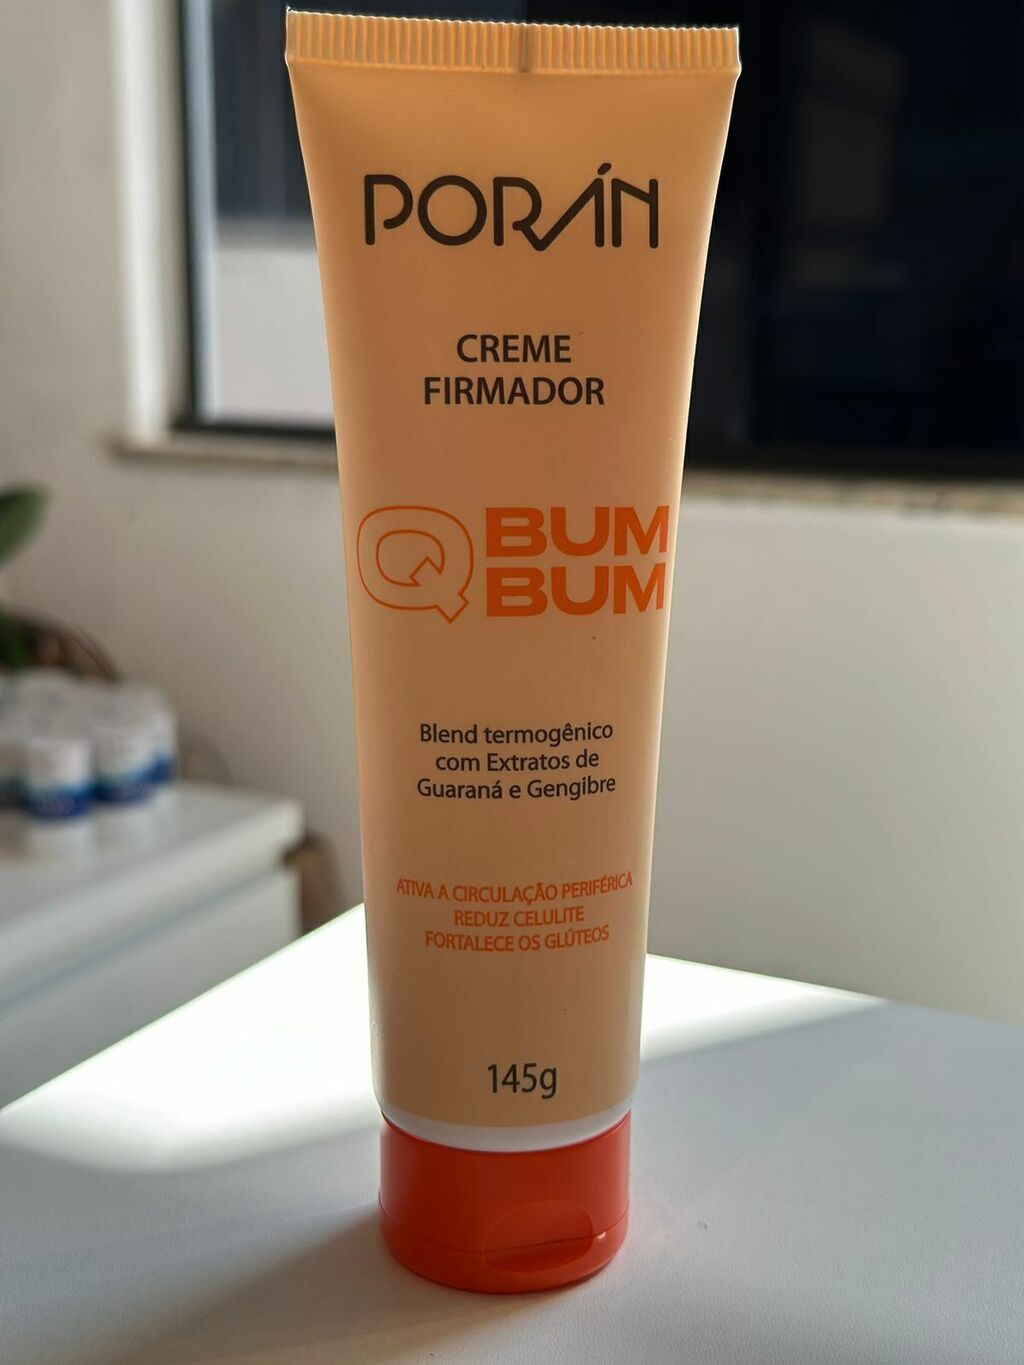 PORÁN
CREME
FIRMADOR
Q BUM
BUM
Blend termogênico
com Extratos de
Guaraná e Gengibre
ATIVA A CIRCULAÇÃO PERIFÉRICA
REDUZ CELULITE
FORTALECE OS GLÚTEOS
145g